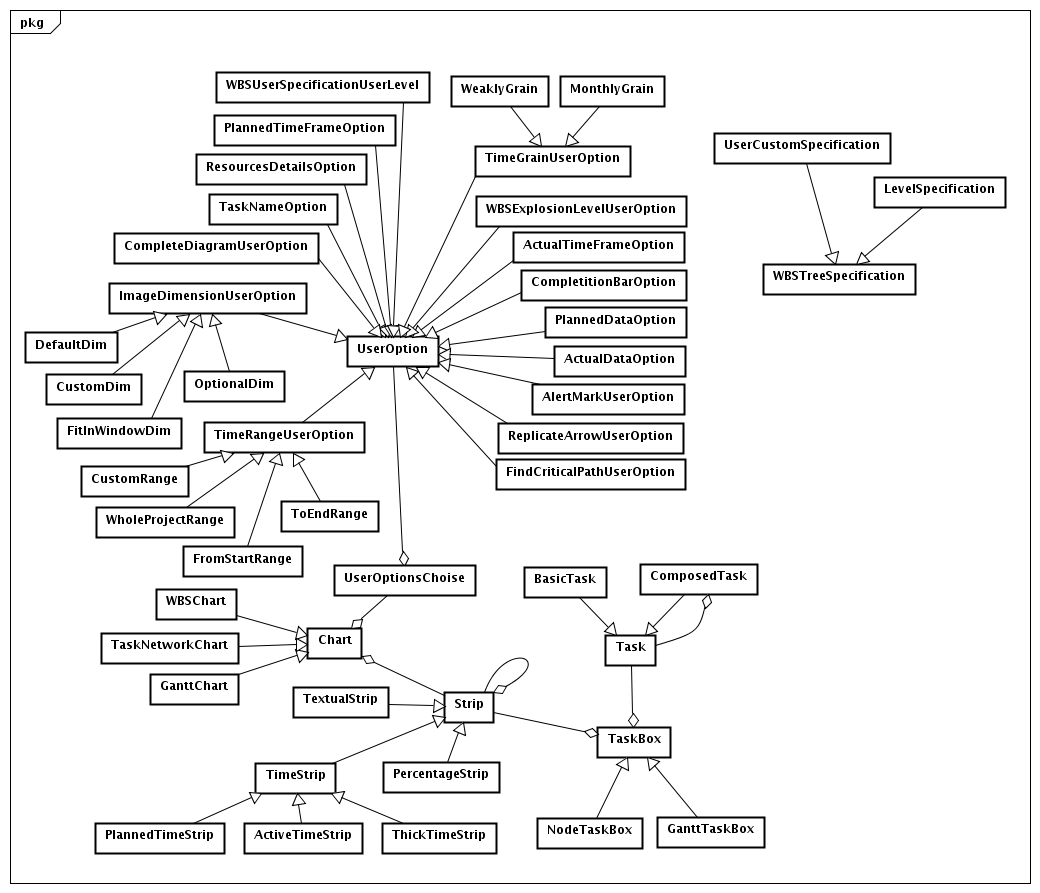 pkg
WBSUserSpecificationUserLevel
WeaklyGrain
MonthlyGrain
PlannedTimeFrameOption
UserCustomSpecification
TimeGrainUserOption
ResourcesDetailsOption
LevelSpecification
TaskNameOption
WBSExplosionLevelUserOption
CompleteDiagramUserOption
ActualTimeFrameOption
WBSTreeSpecification
CompletitionBarOption
ImageDimensionUserOption
PlannedDataOption
DefaultDim
UserOption
ActualDataOption
CustomDim
OptionalDim
AlertMarkUserOption
FitInWindowDim
TimeRangeUserOption
ReplicateArrowUserOption
CustomRange
FindCriticalPathUserOption
WholeProjectRange
ToEndRange
FromStartRange
UserOptionsChoise
BasicTask
ComposedTask
WBSChart
TaskNetworkChart
Chart
Task
GanttChart
TextualStrip
Strip
TaskBox
TimeStrip
PercentageStrip
PlannedTimeStrip
ActiveTimeStrip
ThickTimeStrip
NodeTaskBox
GanttTaskBox